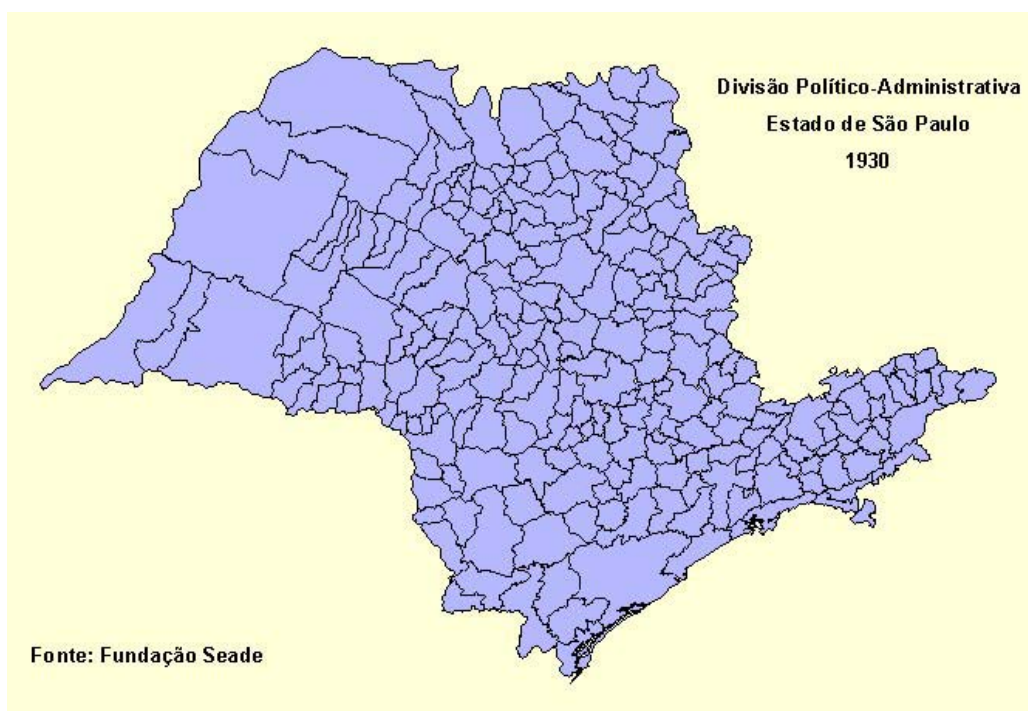 Divisão Político-Administrativa
Estado de São Paulo
1930
Fonte: Fundação Seade